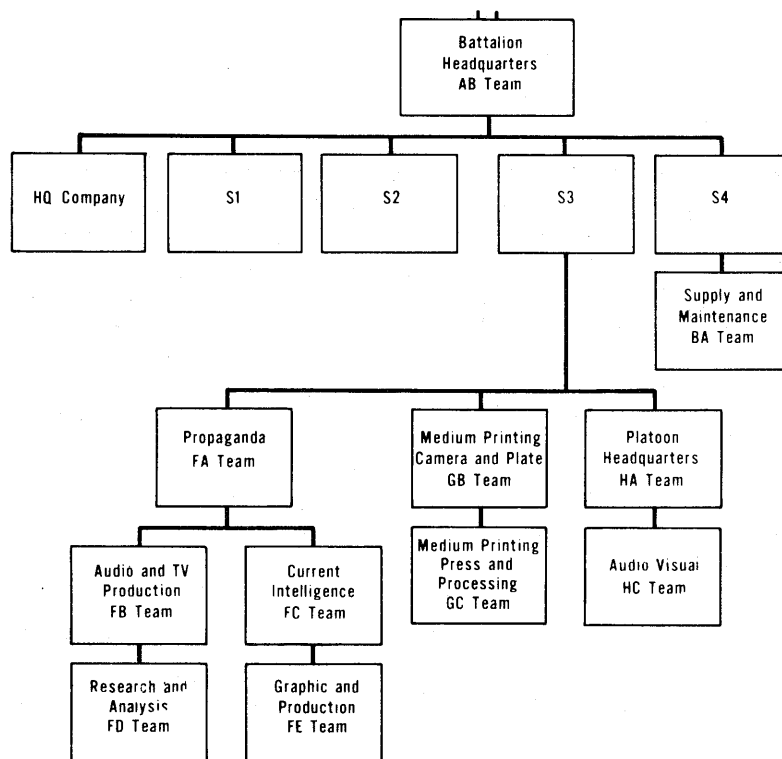 Battalion
Headquarters
AB Team
HQ Company
S1
S2
S3
S4
Supply and
Maintenance
BA Team
Propaganda
FA Team
Medium Printing
Camera and Plate
GB Team
Platoon
Headquarters
HA Team
Audio and TV
Production
FB Team
Current
Intelligence
FC Team
Medium Printing
Press and
Processing
GC Team
Audio Visual
HC Team
Research and
Analysis
FD Team
Graphic and
Production
FE Team